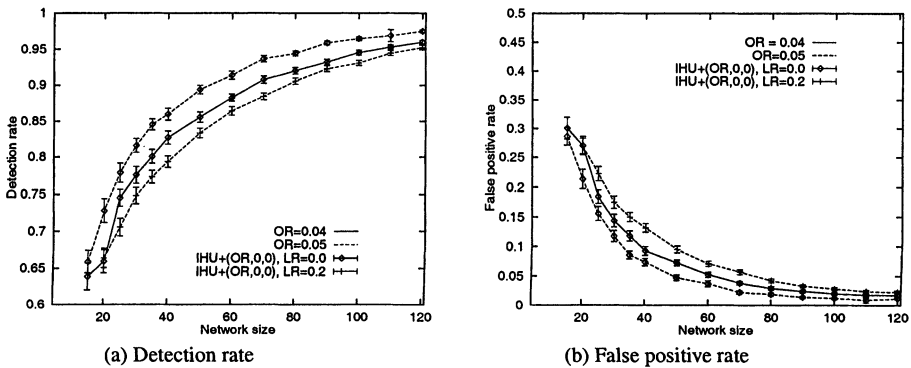 1
0.95
0.9
0.85
0.8
0.75
0.7
0.65
0.6
Detection rate
OR=0.04
OR=0.05
IHU+(OR,0,0), LR=0.0
IHU+(OR,0,0), LR=0.2
20 40 60 80 100 120
Network size
(a) Detection rate
0.5
0.45
0.4
0.35
0.3
0.25
0.2
0.15
0.1
0.05
0
False positive rate
OR = 0.04
OR=0.05
IHU+(OR,0,0), LR=0.0
IHU+(OR,0,0), LR=0.2
20 40 60 80 100 120
Network size
(b) False positive rate